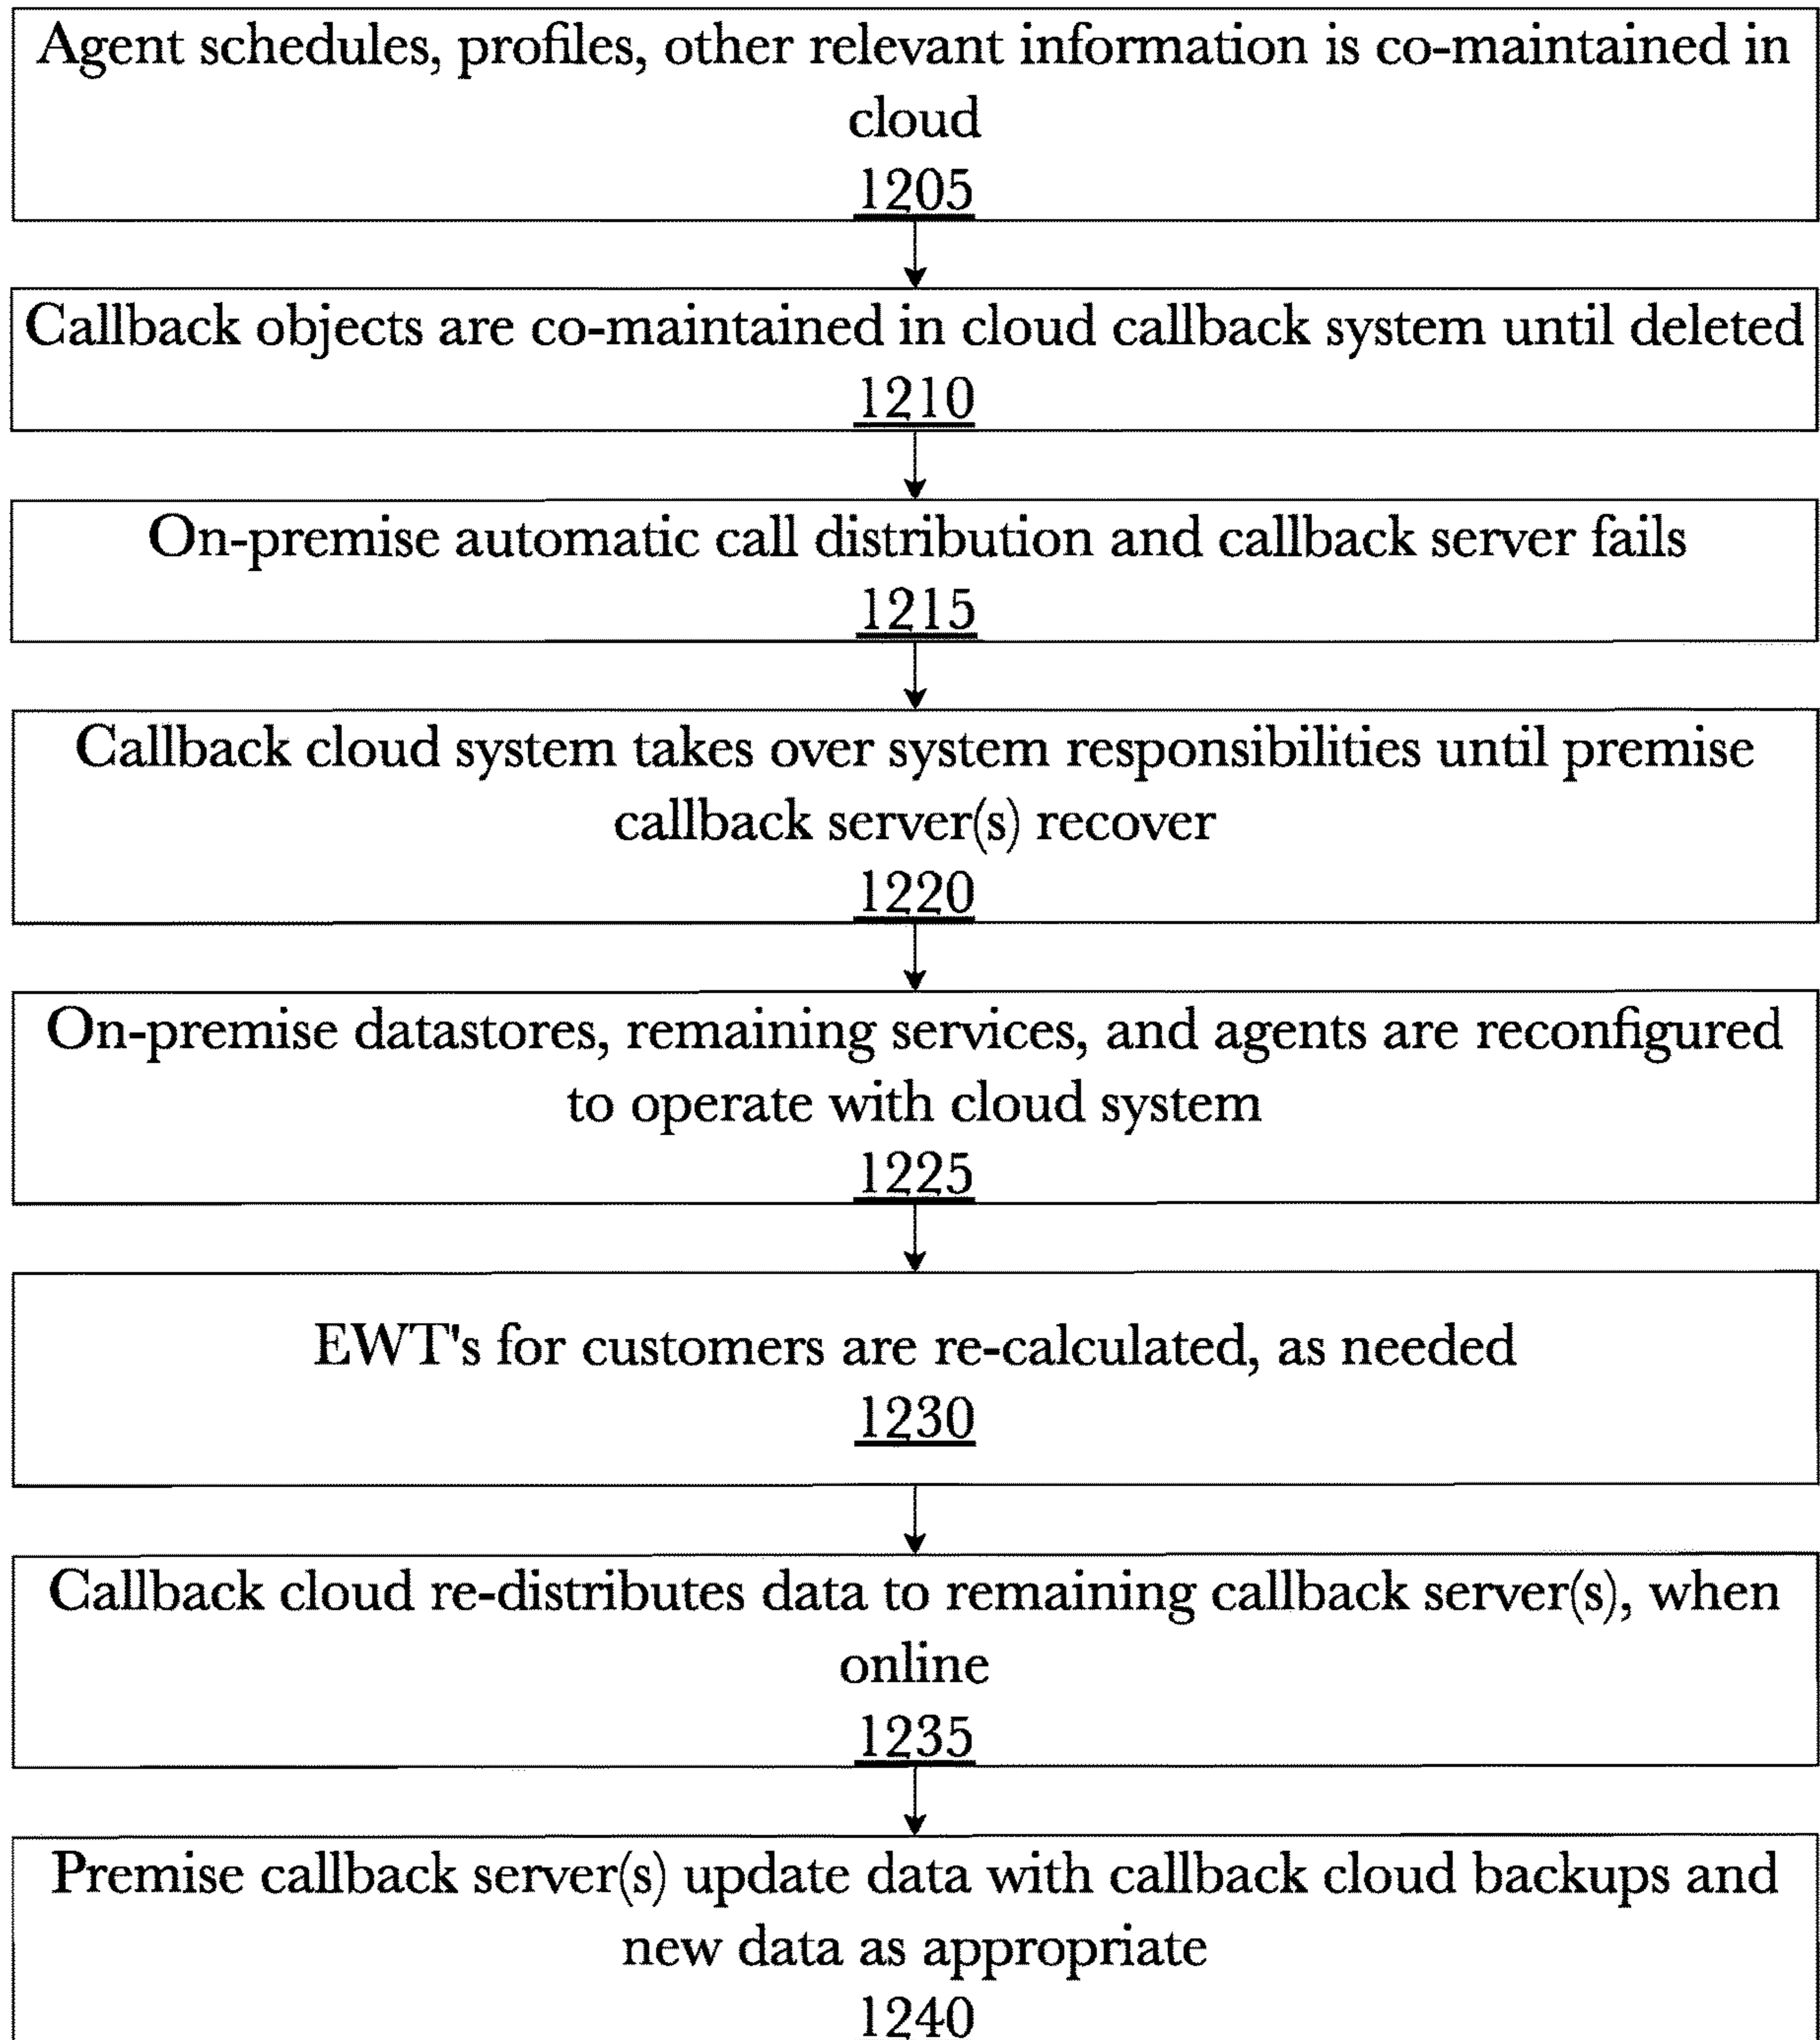 Agent schedules, profiles, other relevant information is co-maintained in
cloud
1205
Callback objects are co-maintained in cloud callback system until deleted
1210
On-premise automatic call distribution and callback server fails
1215
Callback cloud system takes over system responsibilities until premise
callback server(s) recover
1220
On-premise datastores, remaining services, and agents are reconfigured
to operate with cloud system
1225
EWT's for customers are re-calculated, as needed
1230
Callback cloud re-distributes data to remaining callback server(s), when
online
1235
Premise callback server(s) update data with callback cloud backups and
new data as appropriate
1240